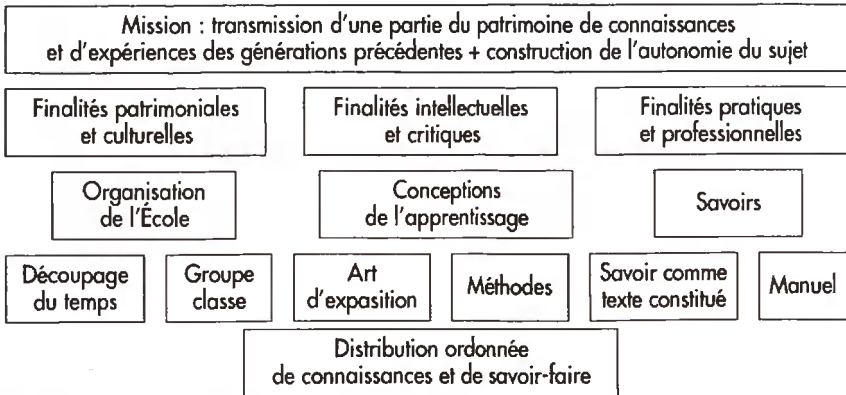 Mission : transmission d'une partie du patrimoine de connaissances
et d'expériences des générations précédentes + construction de l'autonomie du sujet
Finalités patrimoniales
et culturelles
Finalités intellectuelles
et critiques
Finalités pratiques
et professionnelles
Organisation
de l'École
Conceptions
de l'apprentissage
Savoirs
Découpage
du temps
Groupe
classe
Art
d'exposition
Méthodes
Savoir comme
texte constitué
Manuel
Distribution ordonnée
de connaissances et de savoir-faire